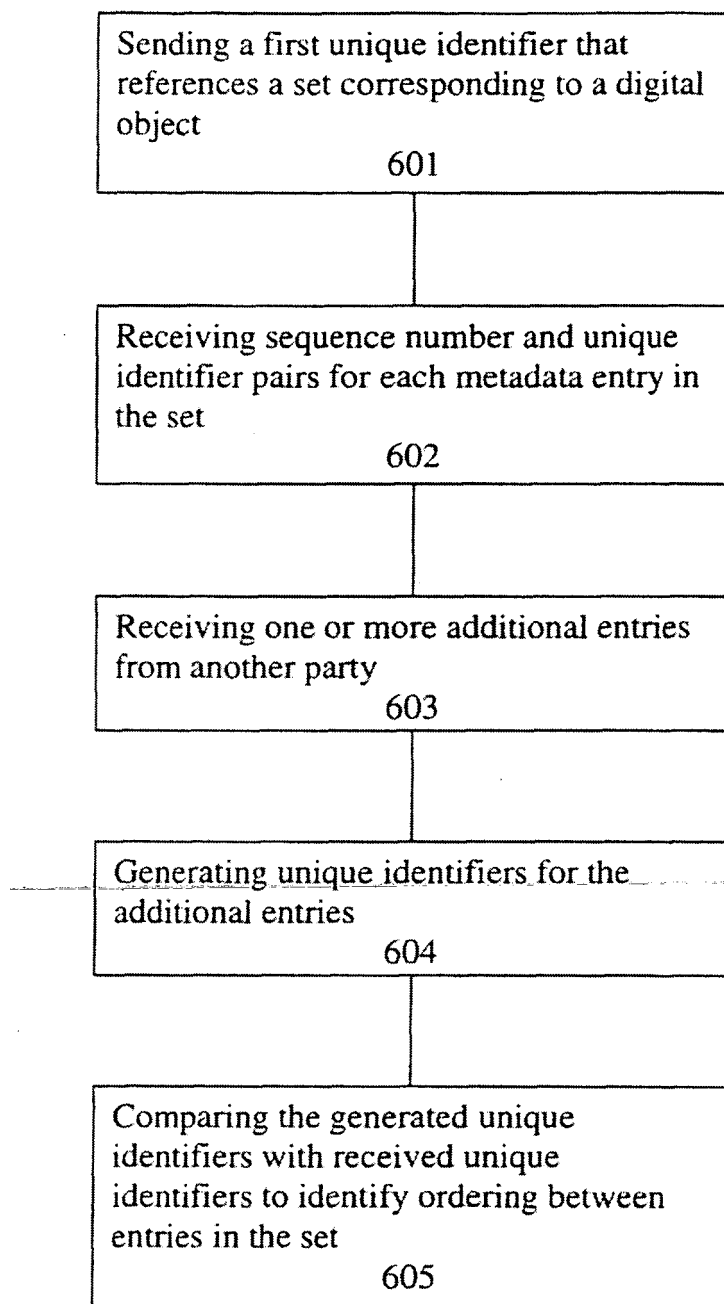 Sending a first unique identifier that
references a set corresponding to a digital
object
601
Receiving sequence number and unique
identifier pairs for each metadata entry in
the set
602
Receiving one or more additional entries
from another party
603
Generating unique identifiers for the
additional entries
604
Comparing the generated unique
identifiers with received unique
identifiers to identify ordering between
entries in the set
605